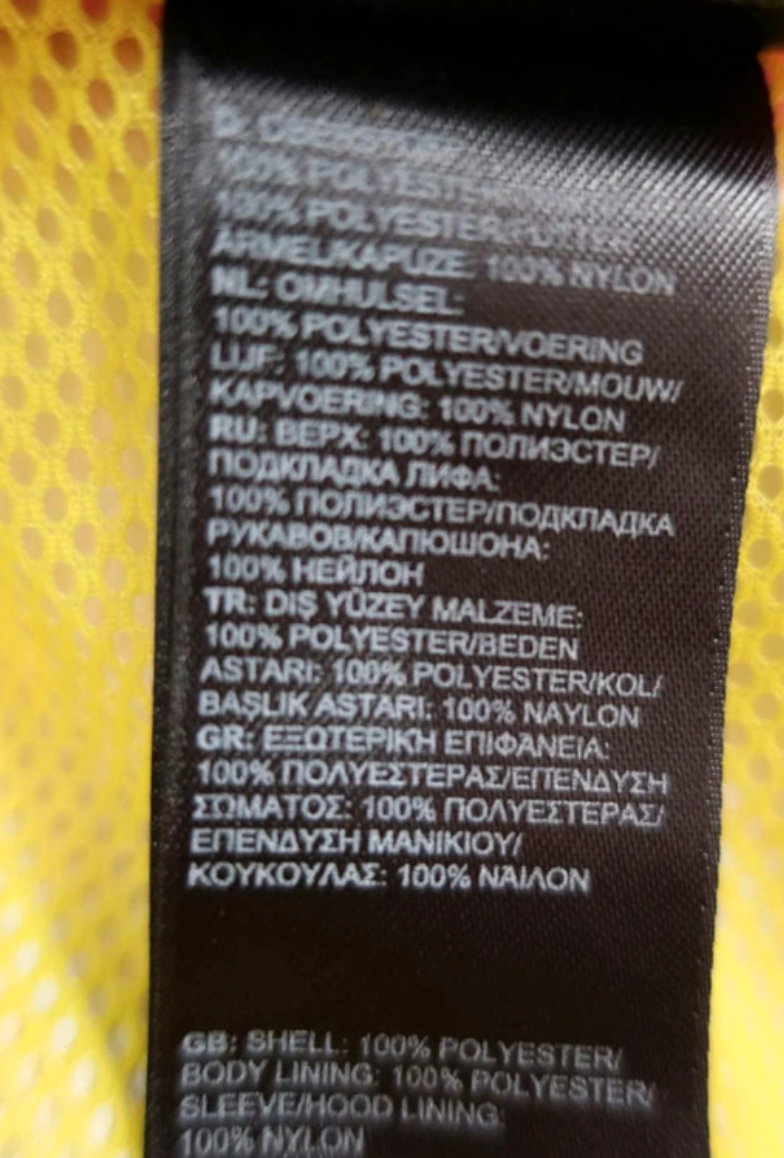 100% POLYESTER
100% POLYESTER/FUTTER
ÄRMEL/KAPUZE: 100% NYLON
NL: OMHULSEL:
100% POLYESTER/VOERING
LIJF: 100% POLYESTER/MOUW/
KAPVOERING: 100% NYLON
RU: ВЕРХ: 100% ПОЛИЭСТЕР/
ПОДКЛАДКА ЛИФА:
100% ПОЛИЭСТЕР/ПОДКЛАДКА
РУКАВОВ/КАПЮШОНА:
100% НЕЙЛОН
TR: DIŞ YÜZEY MALZEME:
100% POLYESTER/BEDEN
ASTARI: 100% POLYESTER/KOL/
BAŞLIK ASTARI: 100% NAYLON
GR: ΕΞΩΤΕΡΙΚΗ ΕΠΙΦΑΝΕΙΑ:
100% ΠΟΛΥΕΣΤΕΡΑΣ/ΕΠΕΝΔΥΣΗ
ΣΩΜΑΤΟΣ: 100% ΠΟΛΥΕΣΤΕΡΑΣ/
ΕΠΕΝΔΥΣΗ ΜΑΝΙΚΙΟΥ/
ΚΟΥΚΟΥΛΑΣ: 100% ΝΑΪΛΟΝ
GB: SHELL: 100% POLYESTER/
BODY LINING: 100% POLYESTER/
SLEEVE/HOOD LINING:
100% NYLON